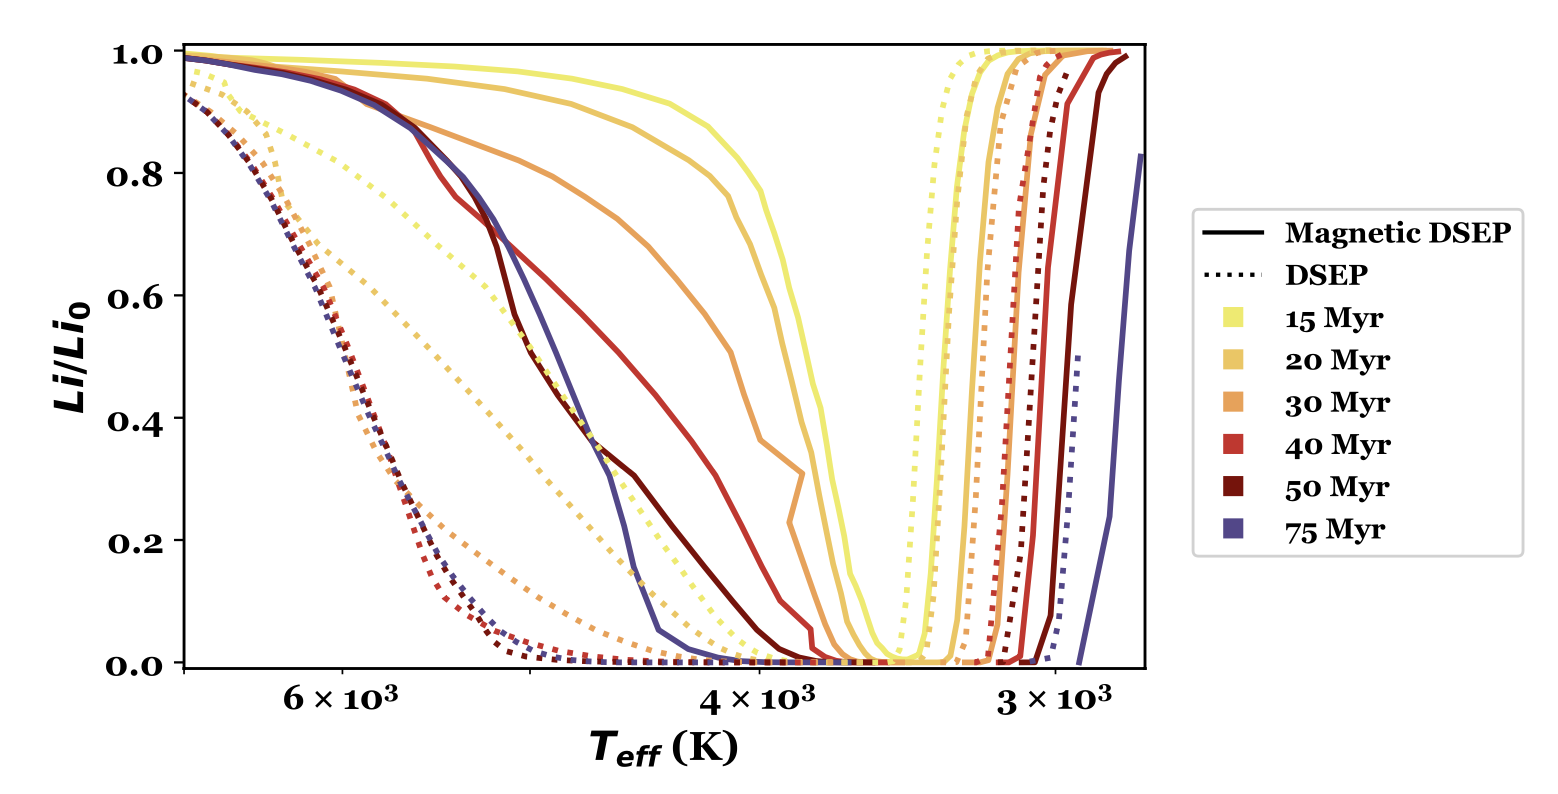 1.0
0.8
0.6
0.4
0.2
0.0
Li/Li₀
6 × 10³
4 × 10³
3 × 10³
T_eff (K)
Magnetic DSEP
DSEP
15 Myr
20 Myr
30 Myr
40 Myr
50 Myr
75 Myr